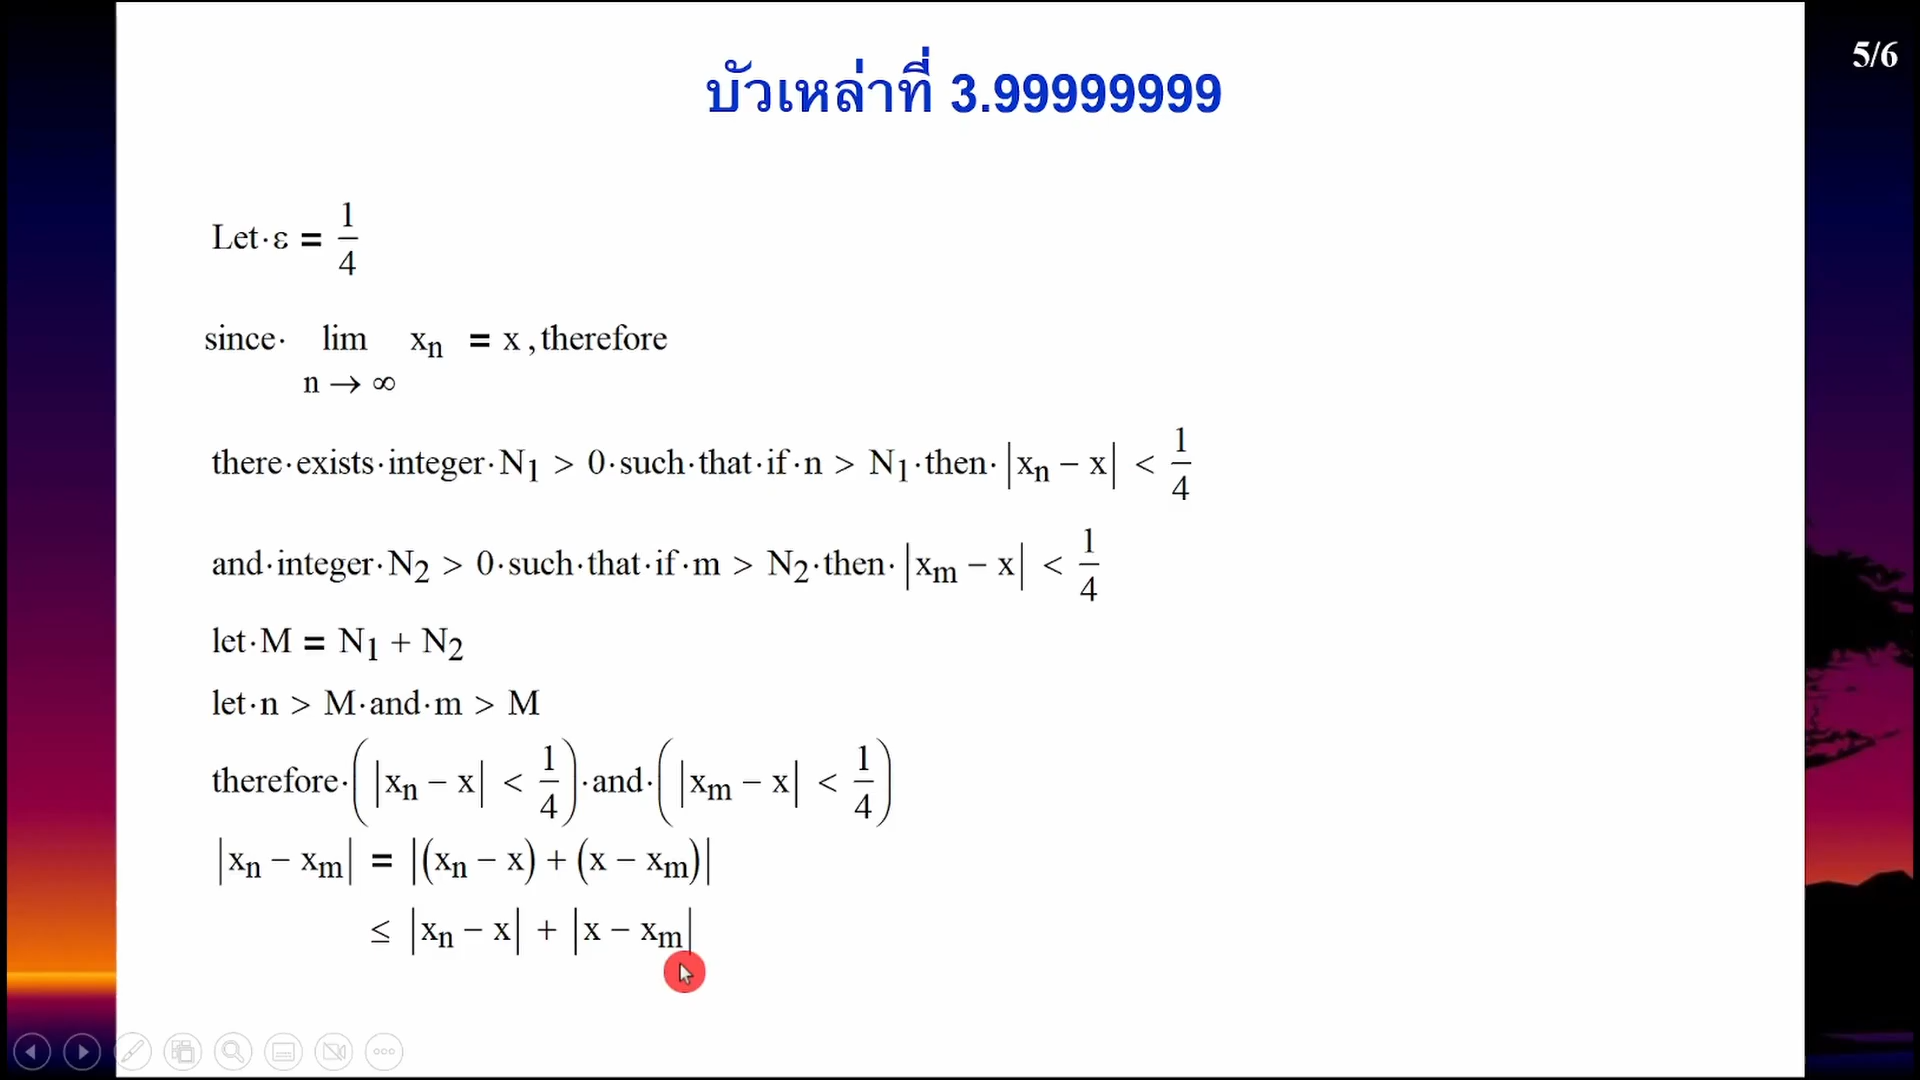 5/6
บัวเหล่าที่ 3.99999999
Let·ε = 1/4
since· lim n → ∞ xₙ = x , therefore
there·exists·integer·N₁ > 0·such·that·if·n > N₁·then·|xₙ − x| < 1/4
and·integer·N₂ > 0·such·that·if·m > N₂·then·|xₘ − x| < 1/4
let·M = N₁ + N₂
let·n > M·and·m > M
therefore·(|xₙ − x| < 1/4)·and·(|xₘ − x| < 1/4)
|xₙ − xₘ| = |(xₙ − x) + (x − xₘ)|
≤ |xₙ − x| + |x − xₘ|